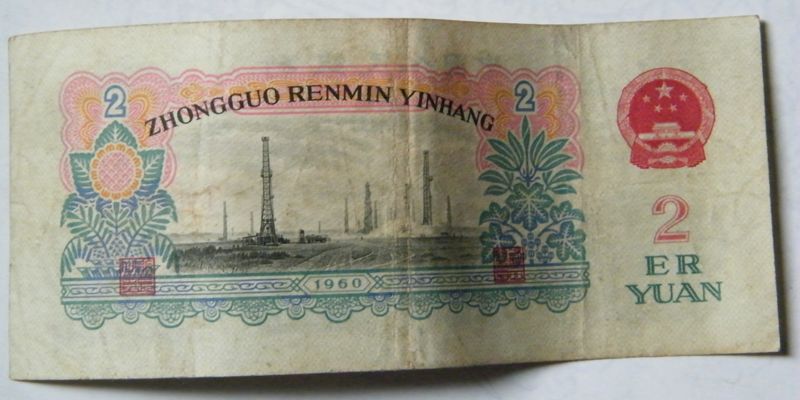 2
ZHONGGUO RENMIN YINHANG
2
1960
2
ER
YUAN